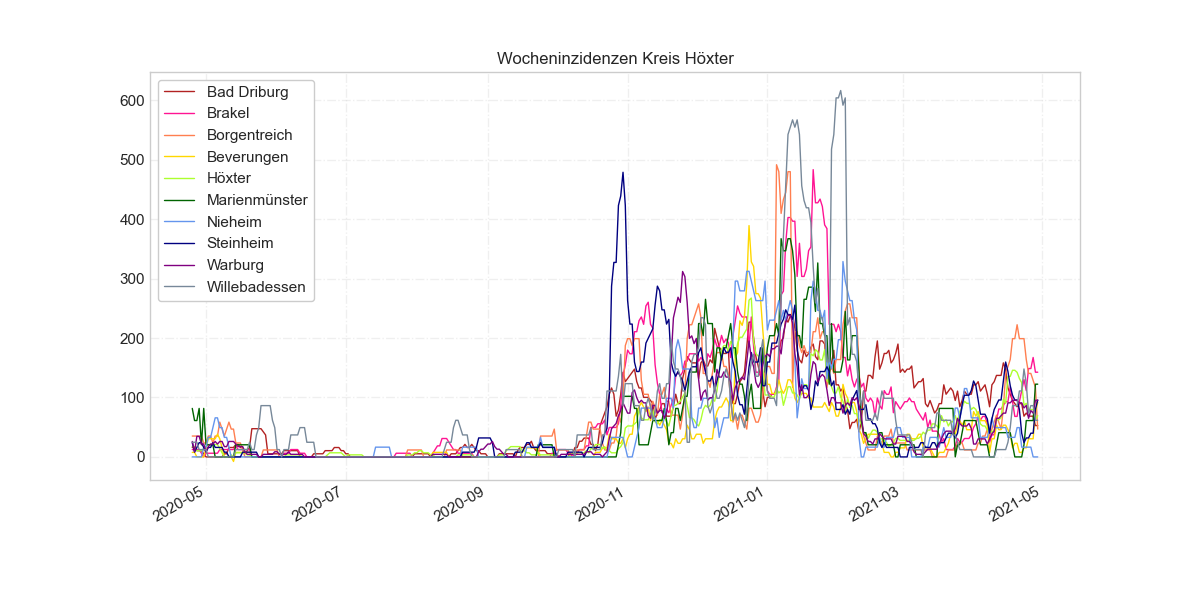 Wocheninzidenzen Kreis Höxter
600
500
400
300
200
100
0
Bad Driburg
Brakel
Borgentreich
Beverungen
Höxter
Marienmünster
Nieheim
Steinheim
Warburg
Willebadessen
2020-05
2020-07
2020-09
2020-11
2021-01
2021-03
2021-05